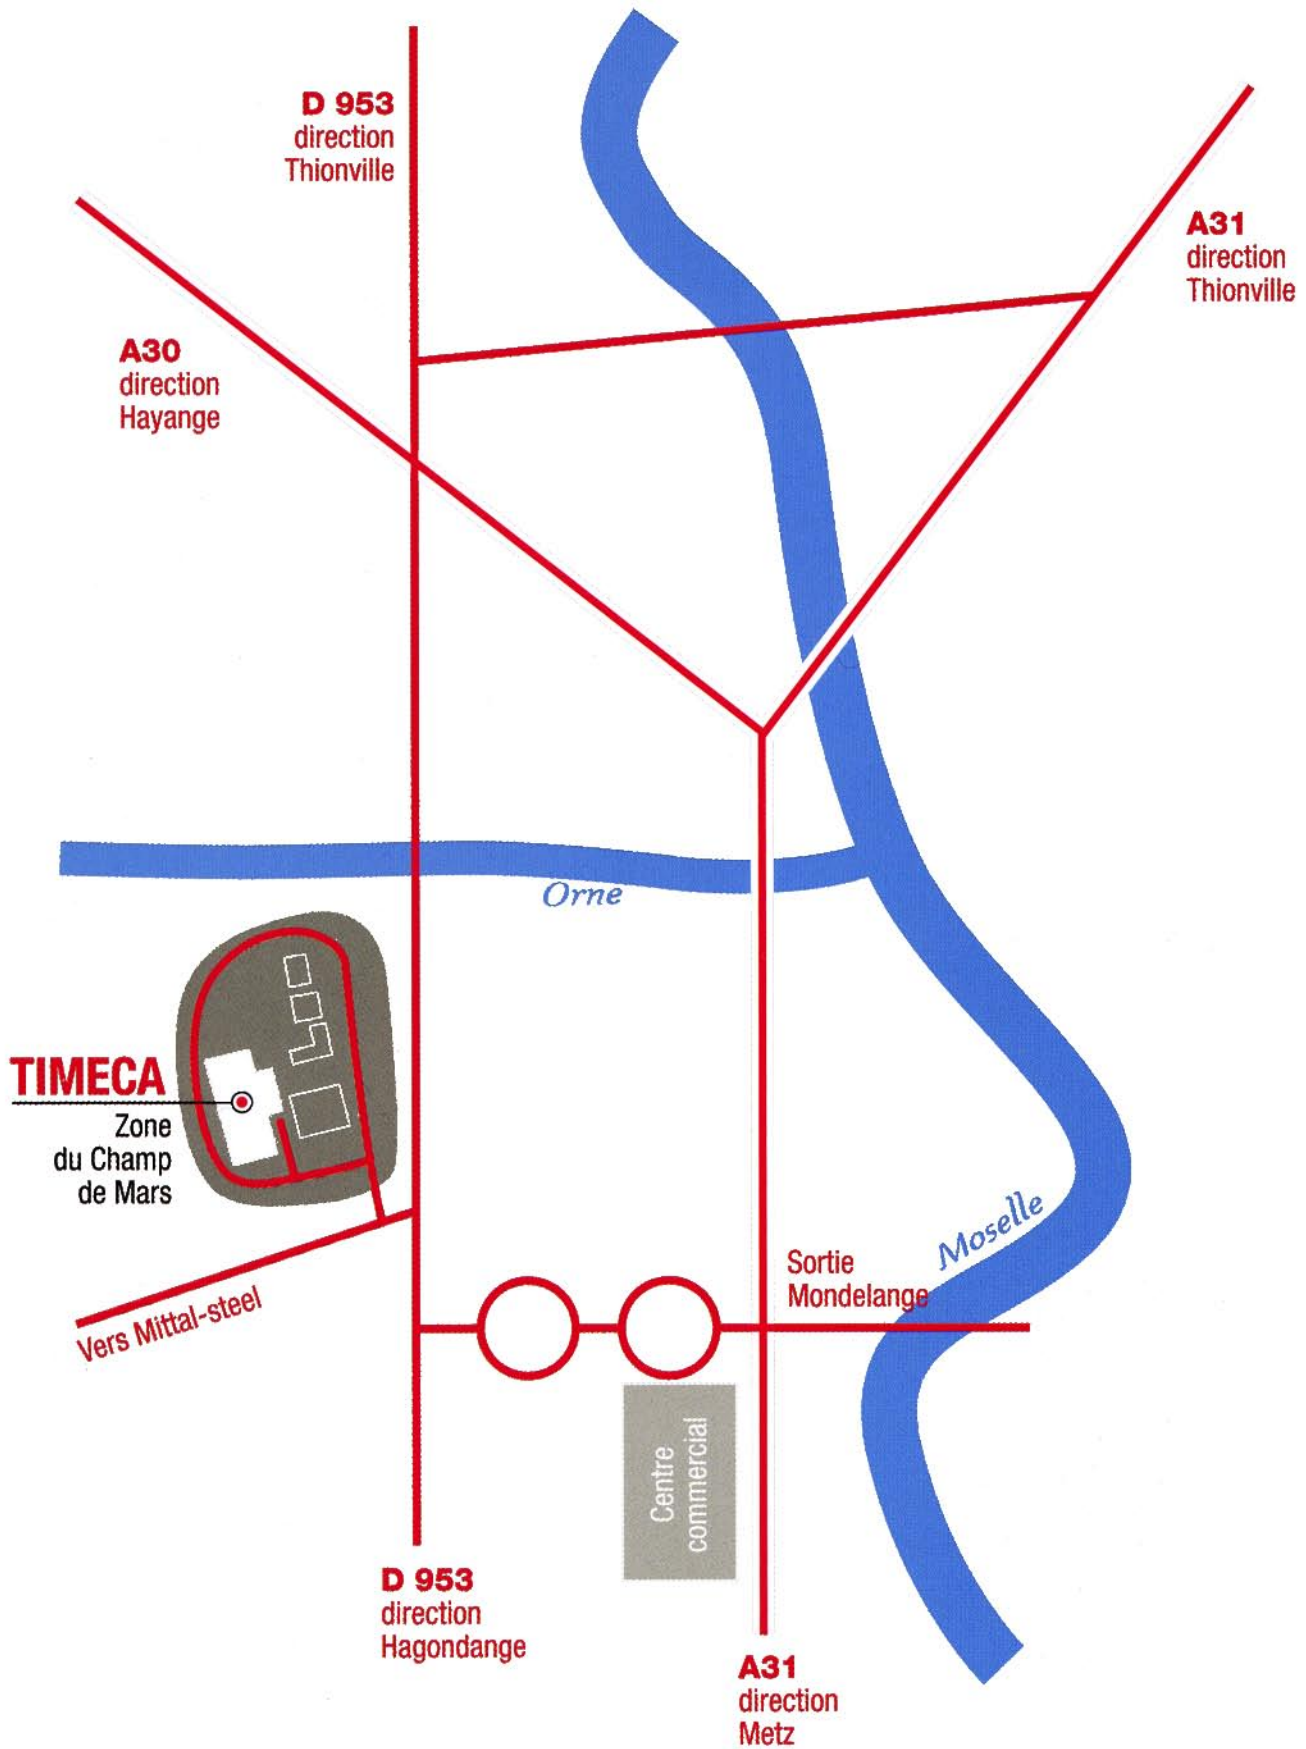 D 953
direction
Thionville
A31
direction
Thionville
A30
direction
Hayange
Orne
TIMECA
Zone
du Champ
de Mars
Moselle
Sortie
Mondelange
Vers Mittal-steel
Centre
commercial
D 953
direction
Hagondange
A31
direction
Metz